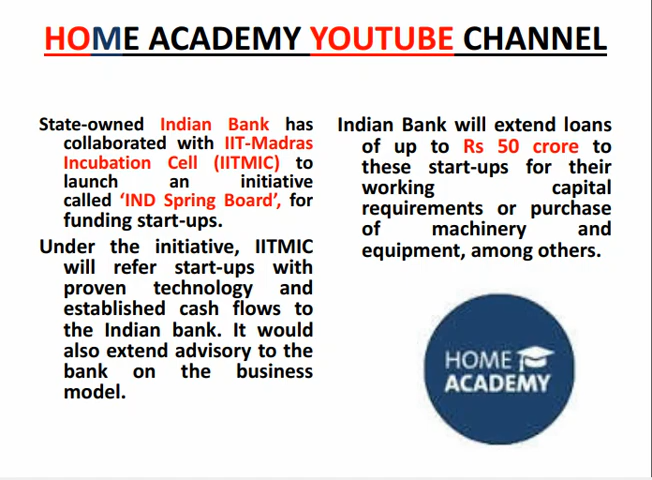 HOME ACADEMY YOUTUBE CHANNEL
State-owned Indian Bank has
collaborated with IIT-Madras
Incubation Cell (IITMIC) to
launch an initiative
called ‘IND Spring Board’, for
funding start-ups.
Under the initiative, IITMIC
will refer start-ups with
proven technology and
established cash flows to
the Indian bank. It would
also extend advisory to the
bank on the business
model.
Indian Bank will extend loans
of up to Rs 50 crore to
these start-ups for their
working capital
requirements or purchase
of machinery and
equipment, among others.
HOME
ACADEMY